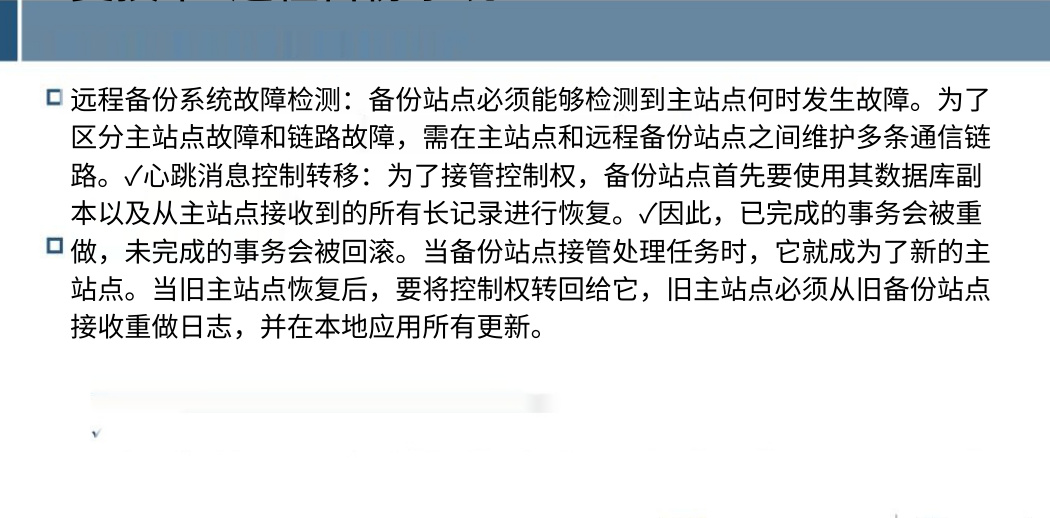 远程备份系统故障检测：备份站点必须能够检测到主站点何时发生故障。为了
区分主站点故障和链路故障，需在主站点和远程备份站点之间维护多条通信链
路。✓心跳消息控制转移：为了接管控制权，备份站点首先要使用其数据库副
本以及从主站点接收到的所有长记录进行恢复。✓因此，已完成的事务会被重
做，未完成的事务会被回滚。当备份站点接管处理任务时，它就成为了新的主
站点。当旧主站点恢复后，要将控制权转回给它，旧主站点必须从旧备份站点
接收重做日志，并在本地应用所有更新。